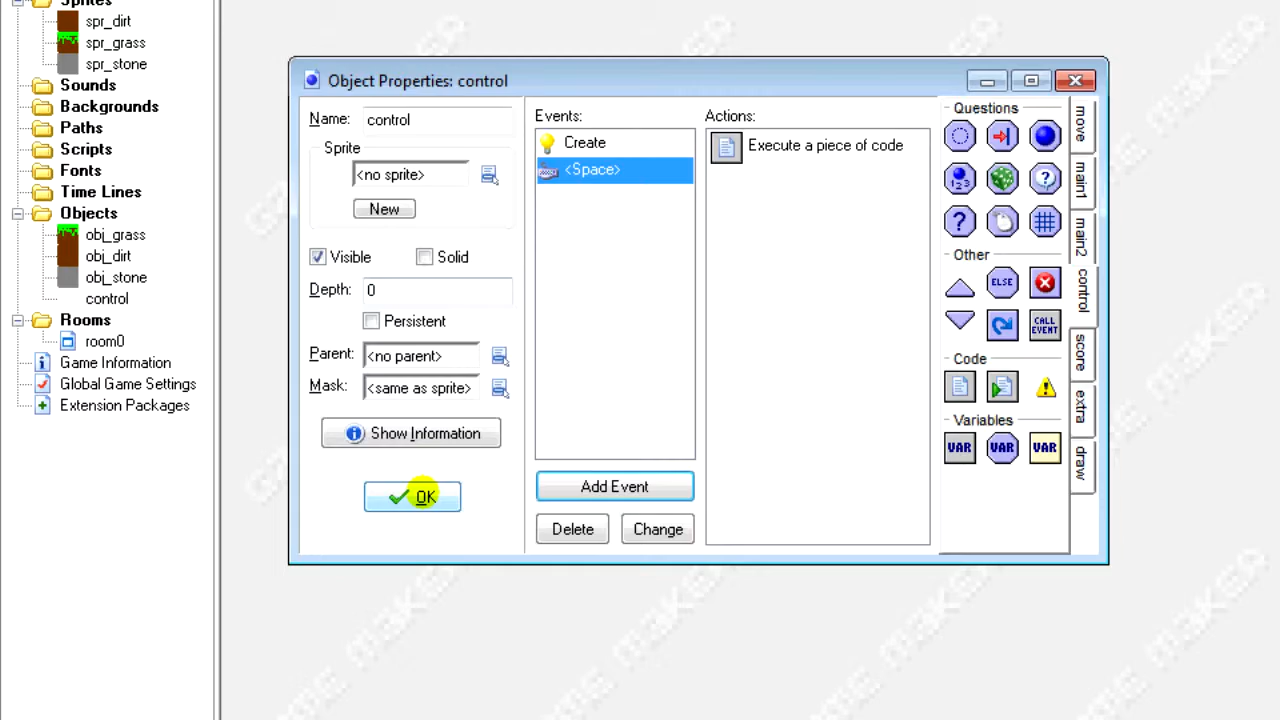 Sprites
spr_dirt
spr_grass
spr_stone
Sounds
Backgrounds
Paths
Scripts
Fonts
Time Lines
Objects
obj_grass
obj_dirt
obj_stone
control
Rooms
room0
Game Information
Global Game Settings
Extension Packages
Object Properties: control
Name: control
Sprite
<no sprite>
New
Visible
Solid
Depth: 0
Persistent
Parent: <no parent>
Mask: <same as sprite>
Show Information
OK
Events:
Create
<Space>
Add Event
Delete
Change
Actions:
Execute a piece of code
Questions
123
?
?
Other
ELSE
CALL
EVENT
Code
Variables
VAR
VAR
VAR
move
main1
main2
control
score
extra
draw